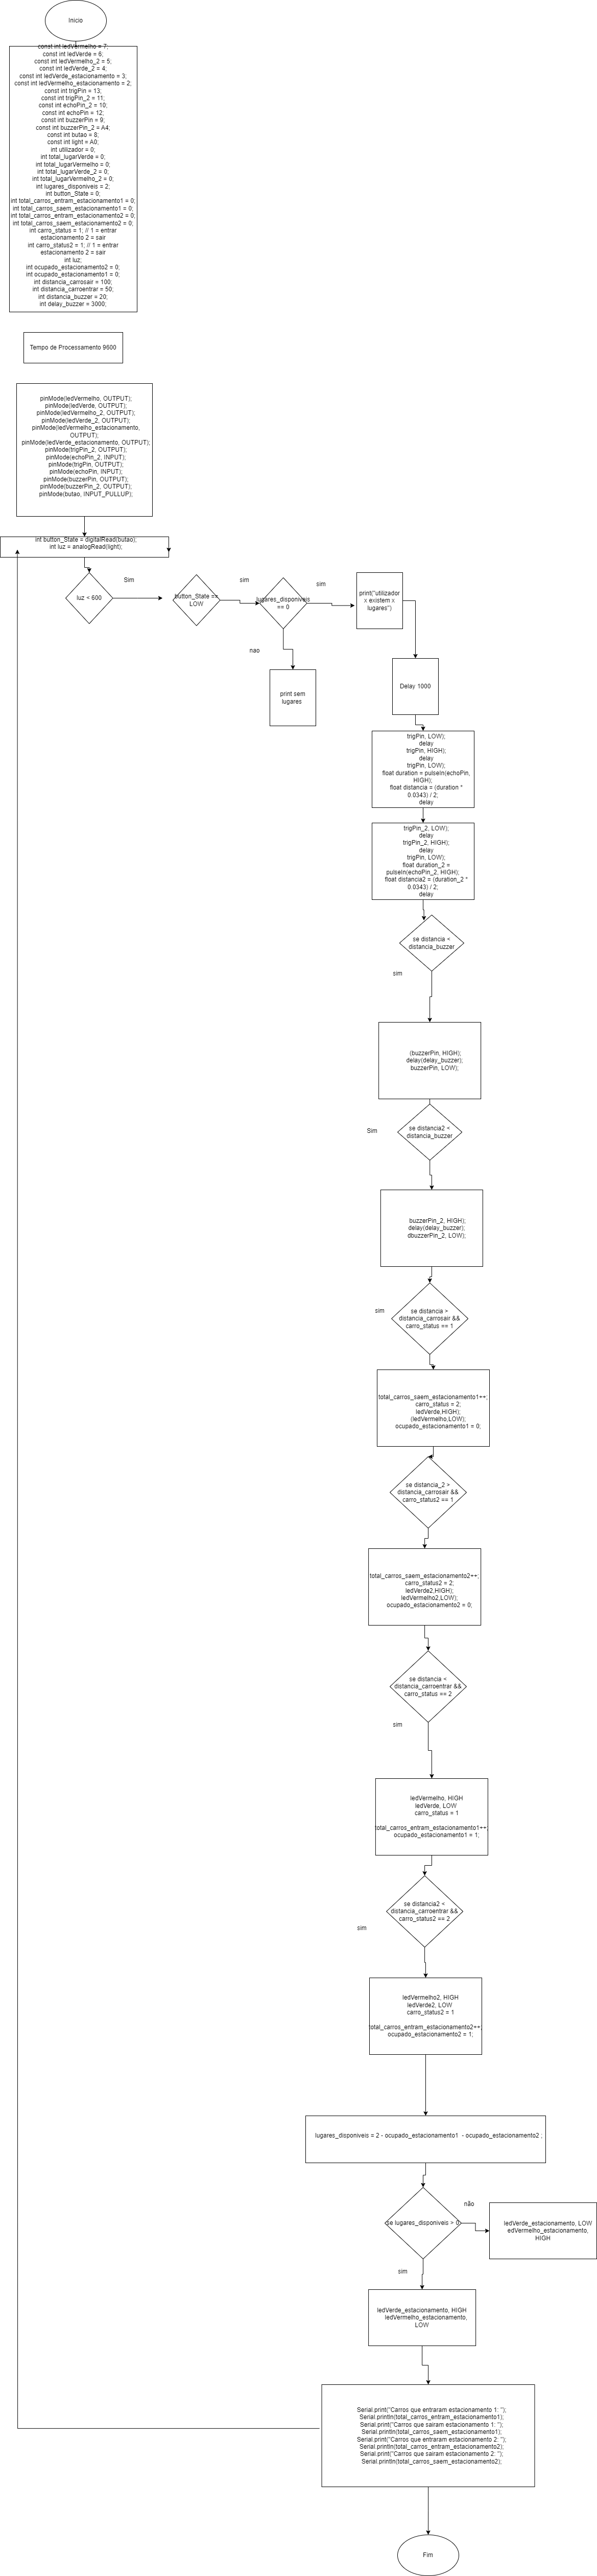 Inicio
const int ledVermelho = 7;
const int ledVerde = 6;
const int ledVermelho_2 = 5;
const int ledVerde_2 = 4;
const int ledVerde_estacionamento = 3;
const int ledVermelho_estacionamento = 2;
const int trigPin = 13,
const int trigPin_2 = 11;
const int echoPin_2 = 10;
const int echoPin = 12;
const int buzzerPin = 9;
const int buzzerPin_2 = A4;
const int butao = 8;
const int light = A0;
int utilizador = 0;
int total_lugarVerde = 0;
int total_lugarVermelho = 0;
int total_lugarVerde_2 = 0;
int total_lugarVermelho_2 = 0;
int lugares_disponiveis = 2;
int button_State = 0;
int total_carros_entram_estacionamento1 = 0;
int total_carros_saem_estacionamento1 = 0;
int total_carros_entram_estacionamento2 = 0;
int total_carros_saem_estacionamento2 = 0;
int carro_status = 1; // 1 = entrar
estacionamento 2 = sair
int carro_status2 = 1; // 1 = entrar
estacionamento 2 = sair
int luz;
int ocupado_estacionamento2 = 0;
int ocupado_estacionamento1 = 0;
int distancia_carrosair = 100;
int distancia_carroentrar = 50;
int distancia_buzzer = 20;
int delay_buzzer = 3000;
Tempo de Processamento 9600
pinMode(ledVermelho, OUTPUT);
pinMode(ledVerde, OUTPUT);
pinMode(ledVermelho_2, OUTPUT);
pinMode(ledVerde_2, OUTPUT);
pinMode(ledVermelho_estacionamento,
OUTPUT);
pinMode(ledVerde_estacionamento, OUTPUT);
pinMode(trigPin_2, OUTPUT);
pinMode(echoPin_2, INPUT);
pinMode(trigPin, OUTPUT);
pinMode(echoPin, INPUT);
pinMode(buzzerPin, OUTPUT);
pinMode(buzzerPin_2, OUTPUT);
pinMode(butao, INPUT_PULLUP);
int button_State = digitalRead(butao);
int luz = analogRead(light);
luz < 600
Sim
button_State ==
LOW
sim
lugares_disponiveis
== 0
sim
print("utilizador
x existem x
lugares")
nao
print sem
lugares
Delay 1000
trigPin, LOW);
delay
trigPin, HIGH);
delay
trigPin, LOW);
float duration = pulseIn(echoPin,
HIGH);
float distancia = (duration *
0.0343) / 2;
delay
trigPin_2, LOW);
delay
trigPin_2, HIGH);
delay
trigPin, LOW);
float duration_2 =
pulseIn(echoPin_2, HIGH);
float distancia2 = (duration_2 *
0.0343) / 2;
delay
se distancia <
distancia_buzzer
sim
(buzzerPin, HIGH);
delay(delay_buzzer);
buzzerPin, LOW);
Sim
se distancia2 <
distancia_buzzer
buzzerPin_2, HIGH);
delay(delay_buzzer);
dbuzzerPin_2, LOW);
sim
se distancia >
distancia_carrosair &&
carro_status == 1
total_carros_saem_estacionamento1++;
carro_status = 2;
ledVerde,HIGH);
(ledVermelho,LOW);
ocupado_estacionamento1 = 0;
se distancia_2 >
distancia_carrosair &&
carro_status2 == 1
total_carros_saem_estacionamento2++;
carro_status2 = 2;
ledVerde2,HIGH);
ledVermelho2,LOW);
ocupado_estacionamento2 = 0;
se distancia <
distancia_carroentrar &&
carro_status == 2
sim
ledVermelho, HIGH
ledVerde, LOW
carro_status = 1
total_carros_entram_estacionamento1++;
ocupado_estacionamento1 = 1;
se distancia2 <
distancia_carroentrar &&
carro_status2 == 2
sim
ledVermelho2, HIGH
ledVerde2, LOW
carro_status2 = 1
total_carros_entram_estacionamento2++;
ocupado_estacionamento2 = 1;
lugares_disponiveis = 2 - ocupado_estacionamento1 - ocupado_estacionamento2 ;
se lugares_disponiveis > 0
não
ledVerde_estacionamento, LOW
edVermelho_estacionamento,
HIGH
sim
ledVerde_estacionamento, HIGH
ledVermelho_estacionamento,
LOW
Serial.print("Carros que entraram estacionamento 1: ");
Serial.println(total_carros_entram_estacionamento1);
Serial.print("Carros que sairam estacionamento 1: ");
Serial.println(total_carros_saem_estacionamento1);
Serial.print("Carros que entraram estacionamento 2: ");
Serial.println(total_carros_entram_estacionamento2);
Serial.print("Carros que sairam estacionamento 2: ");
Serial.println(total_carros_saem_estacionamento2);
Fim